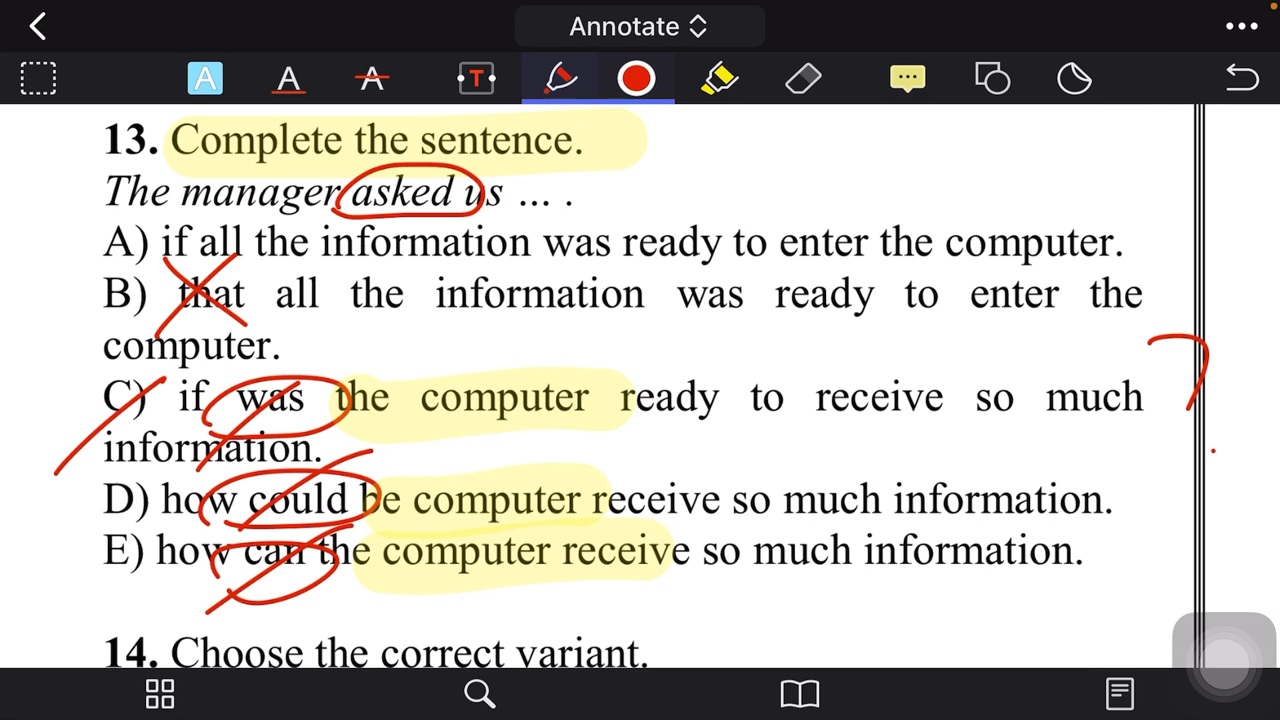 Annotate
A A A T
13. Complete the sentence.
The manager asked us ... .
A) if all the information was ready to enter the computer.
B) that all the information was ready to enter the
computer.
C) if was the computer ready to receive so much
information.
D) how could be computer receive so much information.
E) how can the computer receive so much information.
14. Choose the correct variant.